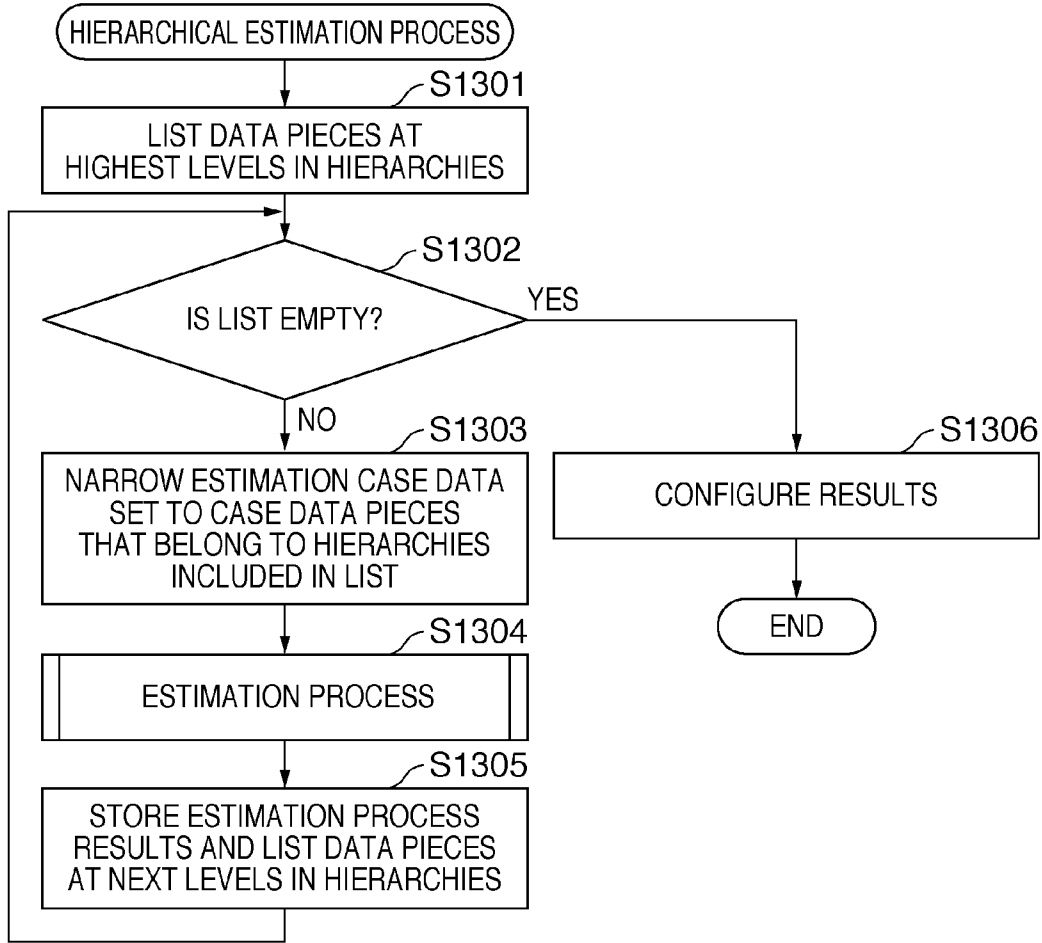 HIERARCHICAL ESTIMATION PROCESS
S1301
LIST DATA PIECES AT
HIGHEST LEVELS IN HIERARCHIES
S1302
IS LIST EMPTY?
YES
NO
S1303
NARROW ESTIMATION CASE DATA
SET TO CASE DATA PIECES
THAT BELONG TO HIERARCHIES
INCLUDED IN LIST
S1306
CONFIGURE RESULTS
END
S1304
ESTIMATION PROCESS
S1305
STORE ESTIMATION PROCESS
RESULTS AND LIST DATA PIECES
AT NEXT LEVELS IN HIERARCHIES